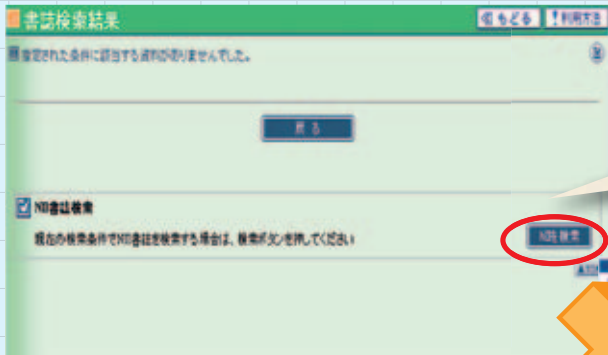 書誌検索結果
もどる
利用方法
指定された条件に該当する資料がありませんでした。
戻る
NII書誌検索
現在の検索条件でNII書誌を検索する場合は、検索ボタンを押してください
NIIを検索